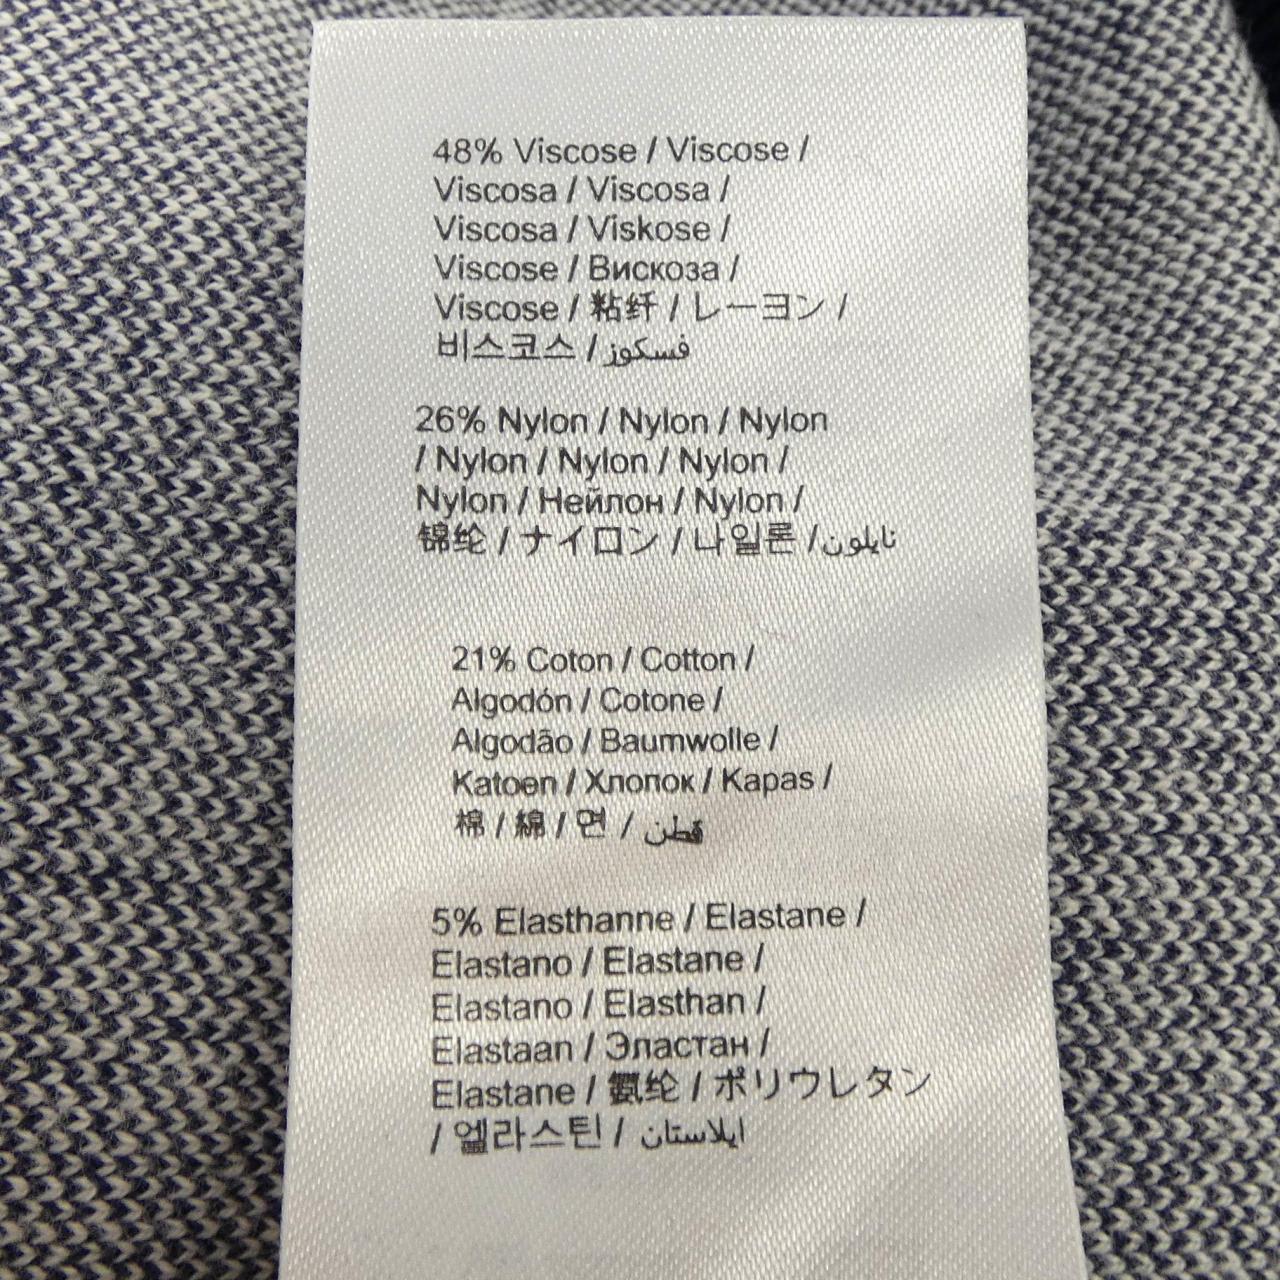 48% Viscose / Viscose /
Viscosa / Viscosa /
Viscosa / Viskose /
Viscose / Вискоза /
Viscose / 粘纤 / レーヨン /
비스코스 / فسكوز
26% Nylon / Nylon / Nylon
/ Nylon / Nylon / Nylon /
Nylon / Нейлон / Nylon /
锦纶 / ナイロン / 나일론 / نايلون
21% Coton / Cotton /
Algodón / Cotone /
Algodão / Baumwolle /
Katoen / Хлопок / Kapas /
棉 / 綿 / 면 / قطن
5% Elasthanne / Elastane /
Elastano / Elastane /
Elastano / Elasthan /
Elastaan / Эластан /
Elastane / 氨纶 / ポリウレタン
/ 엘라스틴 / ايلاستان